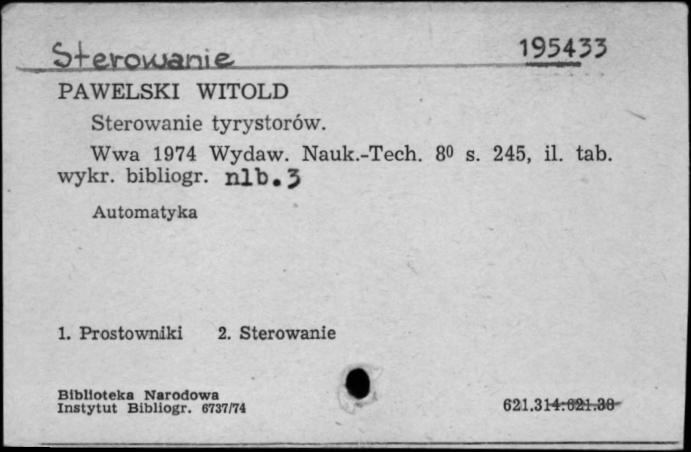 Sterowanie 195433
PAWELSKI WITOLD
Sterowanie tyrystorów.
Wwa 1974 Wydaw. Nauk.-Tech. 8⁰ s. 245, il. tab.
wykr. bibliogr. nlb. 3
Automatyka
1. Prostowniki 2. Sterowanie
Biblioteka Narodowa
Instytut Bibliogr. 6737/74 621.314:621.38